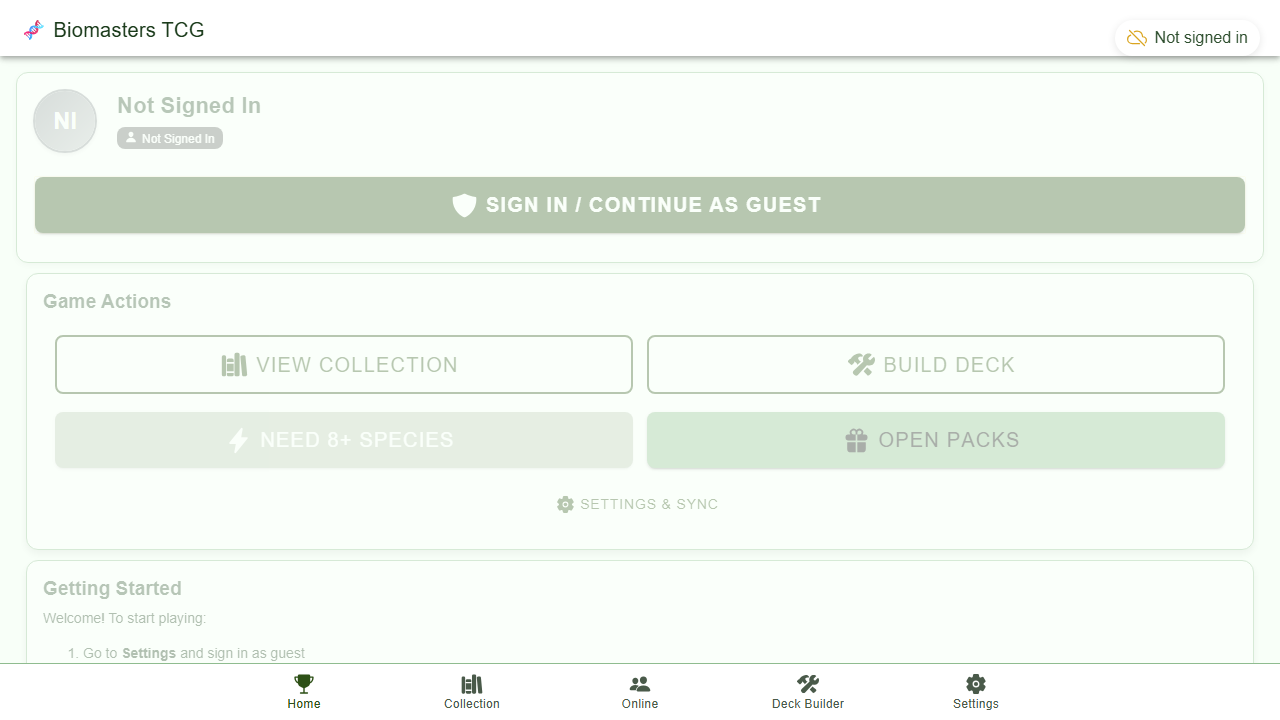 Biomasters TCG
Not signed in
NI
Not Signed In
Not Signed In
SIGN IN / CONTINUE AS GUEST
Game Actions
VIEW COLLECTION
BUILD DECK
NEED 8+ SPECIES
OPEN PACKS
SETTINGS & SYNC
Getting Started
Welcome! To start playing:
1. Go to Settings and sign in as guest
Home
Collection
Online
Deck Builder
Settings